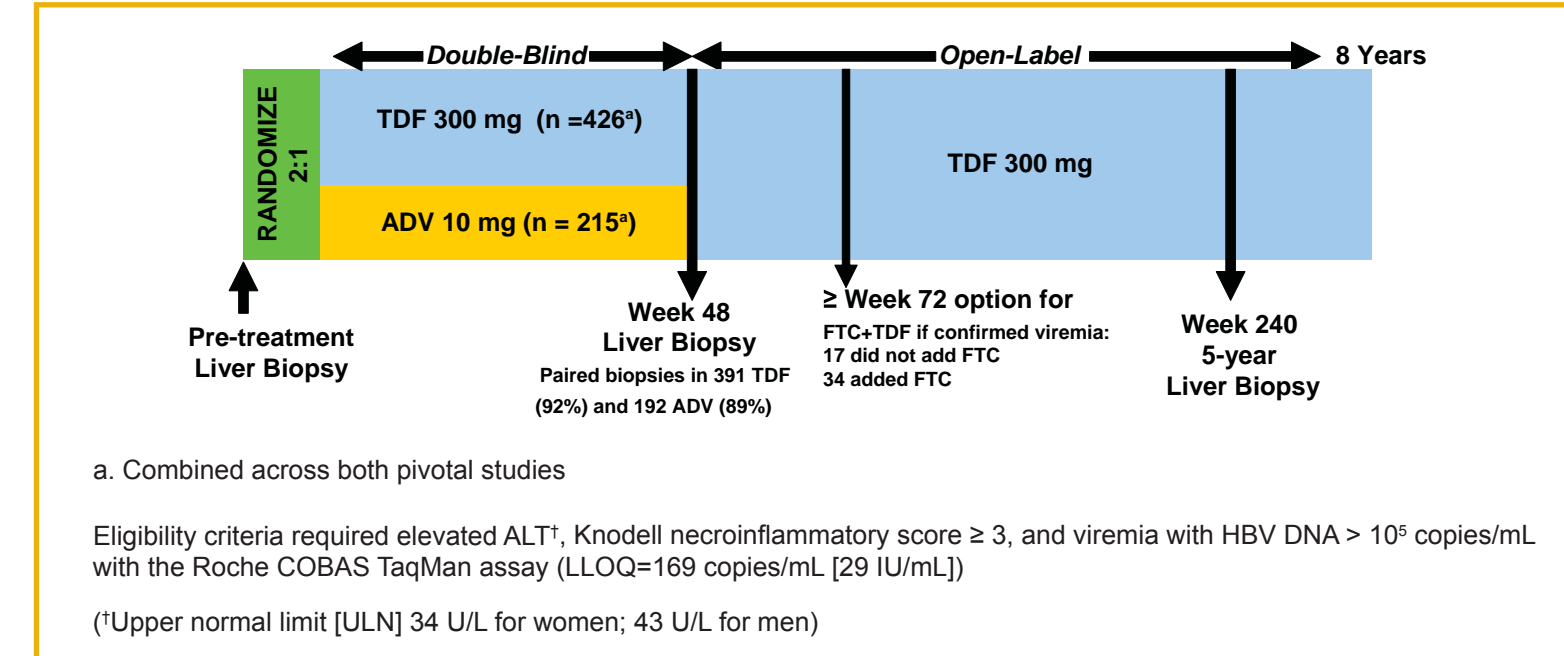 Double-Blind
Open-Label
8 Years
RANDOMIZE
2:1
TDF 300 mg (n =426ᵃ)
ADV 10 mg (n = 215ᵃ)
TDF 300 mg
Pre-treatment
Liver Biopsy
Week 48
Liver Biopsy
Paired biopsies in 391 TDF
(92%) and 192 ADV (89%)
≥ Week 72 option for
FTC+TDF if confirmed viremia:
17 did not add FTC
34 added FTC
Week 240
5-year
Liver Biopsy
a. Combined across both pivotal studies
Eligibility criteria required elevated ALT†, Knodell necroinflammatory score ≥ 3, and viremia with HBV DNA > 10⁵ copies/mL
with the Roche COBAS TaqMan assay (LLOQ=169 copies/mL [29 IU/mL])
(†Upper normal limit [ULN] 34 U/L for women; 43 U/L for men)